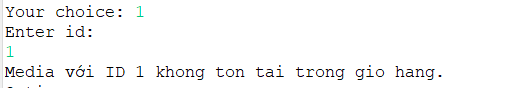 Your choice: 1
Enter id:
1
Media với ID 1 khong ton tai trong gio hang.